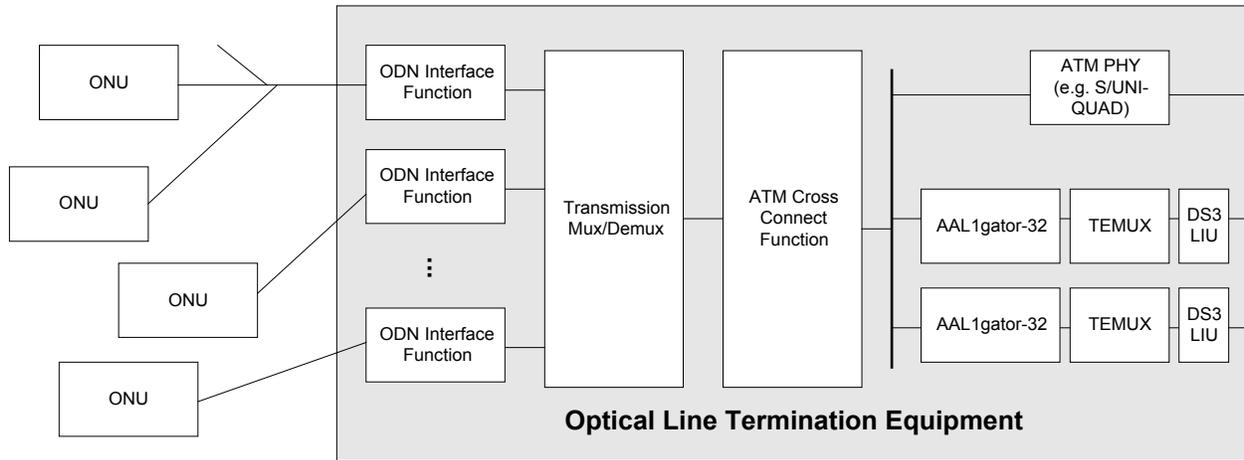 ONU
ONU
ONU
ONU
ODN Interface
Function
ODN Interface
Function
...
ODN Interface
Function
Transmission
Mux/Demux
ATM Cross
Connect
Function
ATM PHY
(e.g. S/UNI-
QUAD)
AAL1gator-32
TEMUX
DS3
LIU
AAL1gator-32
TEMUX
DS3
LIU
Optical Line Termination Equipment